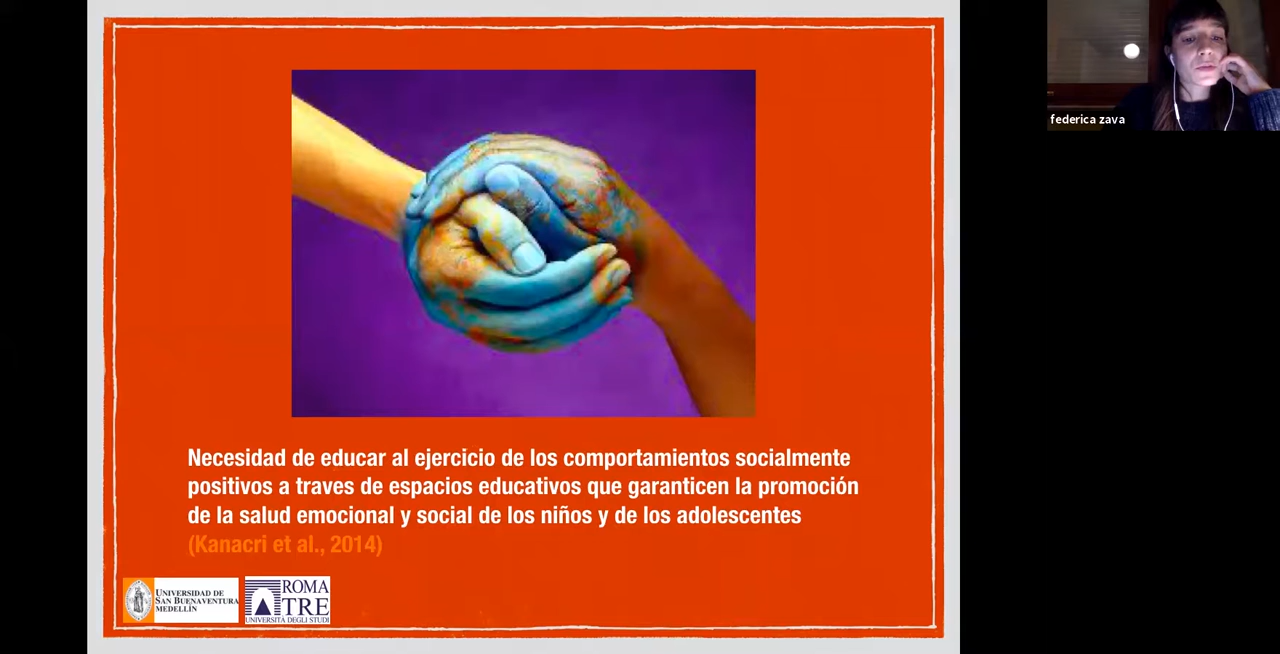 federica zava
Necesidad de educar al ejercicio de los comportamientos socialmente
positivos a traves de espacios educativos que garanticen la promoción
de la salud emocional y social de los niños y de los adolescentes
(Kanacri et al., 2014)
UNIVERSIDAD DE
SAN BUENAVENTURA
MEDELLÍN
ROMA
TRE
UNIVERSITÀ DEGLI STUDI